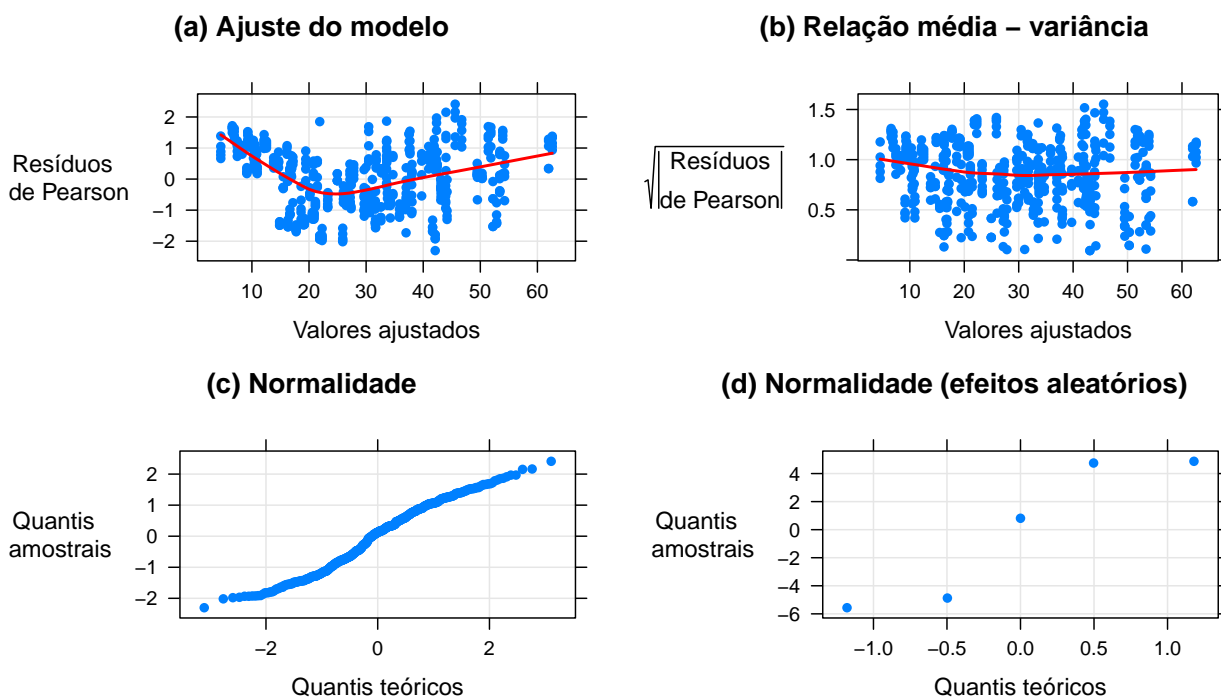 (a) Ajuste do modelo
2
1
0
−1
−2
10 20 30 40 50 60
Resíduos
de Pearson
Valores ajustados
(b) Relação média − variância
1.5
1.0
0.5
10 20 30 40 50 60
√|Resíduos
de Pearson|
Valores ajustados
(c) Normalidade
2
1
0
−1
−2
−2 0 2
Quantis
amostrais
Quantis teóricos
(d) Normalidade (efeitos aleatórios)
4
2
0
−2
−4
−6
−1.0 −0.5 0.0 0.5 1.0
Quantis
amostrais
Quantis teóricos